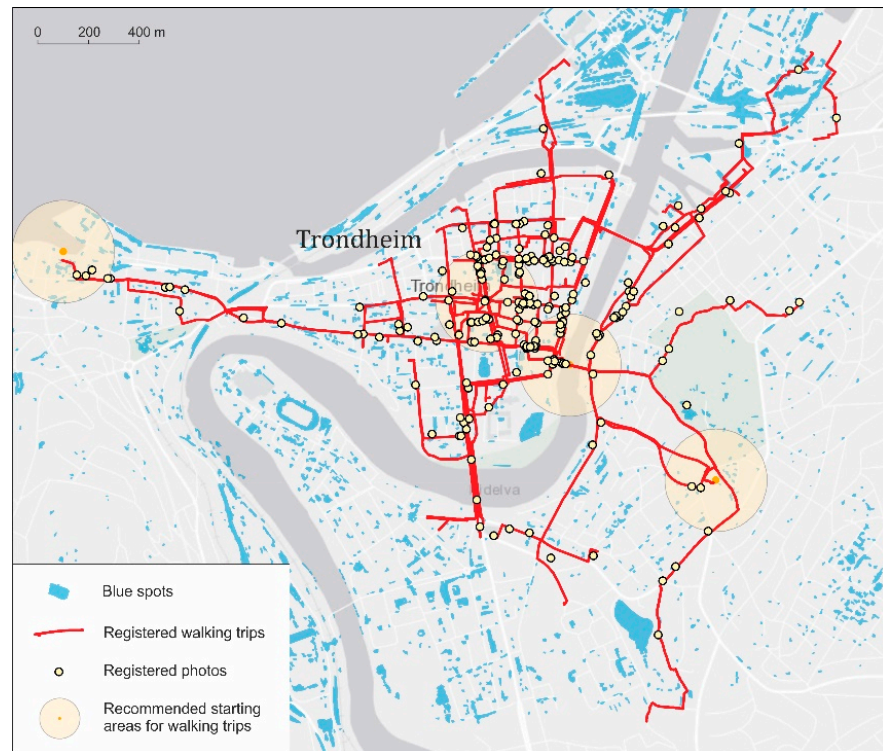 0 200 400 m
Trondheim
Trondheim
Nidelva
Blue spots
Registered walking trips
Registered photos
Recommended starting
areas for walking trips